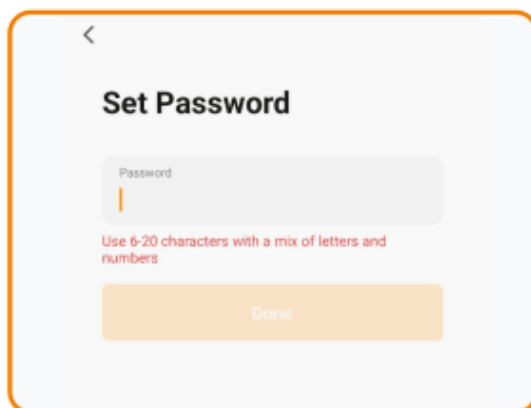 Set Password
Password
Use 6-20 characters with a mix of letters and
numbers
Done